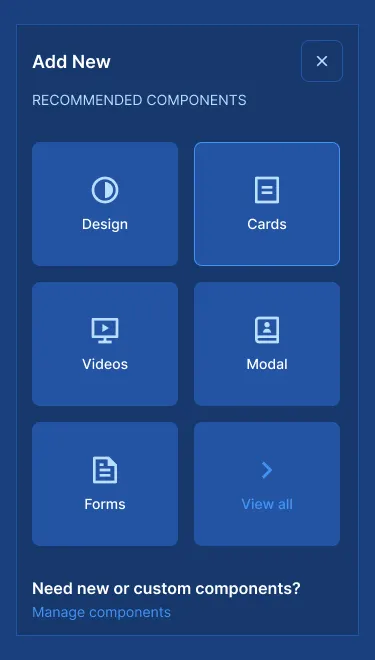 Add New
RECOMMENDED COMPONENTS
Design
Cards
Videos
Modal
Forms
View all
Need new or custom components?
Manage components